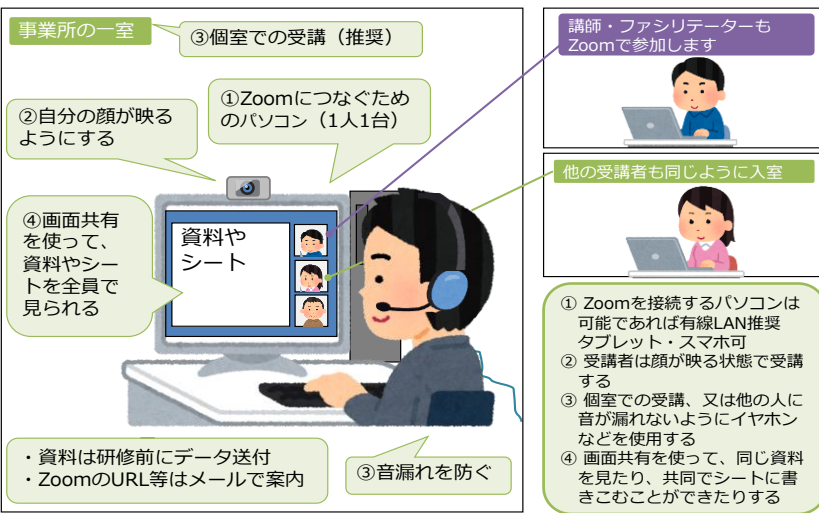 事業所の一室
③個室での受講（推奨）
①Zoomにつなぐため
のパソコン（1人1台）
②自分の顔が映る
ようにする
④画面共有
を使って、
資料やシー
トを全員で
見られる
資料や
シート
・資料は研修前にデータ送付
・ZoomのURL等はメールで案内
③音漏れを防ぐ
講師・ファシリテーターも
Zoomで参加します
他の受講者も同じように入室
① Zoomを接続するパソコンは
可能であれば有線LAN推奨
タブレット・スマホ可
② 受講者は顔が映る状態で受講
する
③ 個室での受講、又は他の人に
音が漏れないようにイヤホン
などを使用する
④ 画面共有を使って、同じ資料
を見たり、共同でシートに書
きこむことができたりする